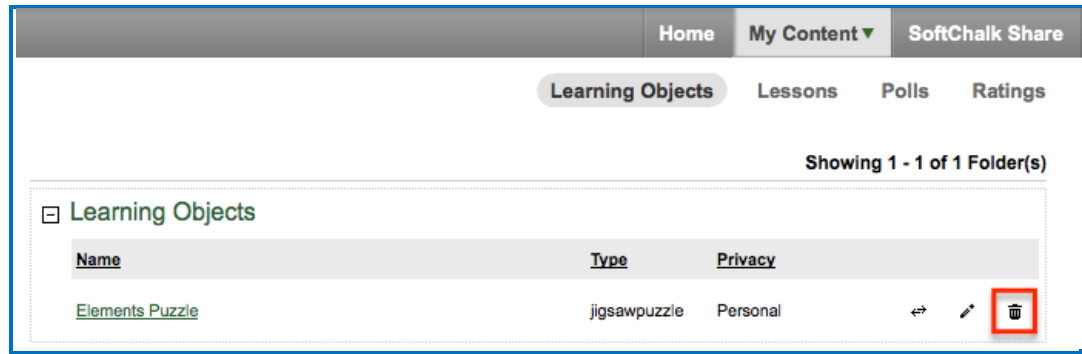 Home My Content▼ SoftChalk Share
Learning Objects Lessons Polls Ratings
Showing 1 - 1 of 1 Folder(s)
Learning Objects
Name Type Privacy
Elements Puzzle jigsawpuzzle Personal